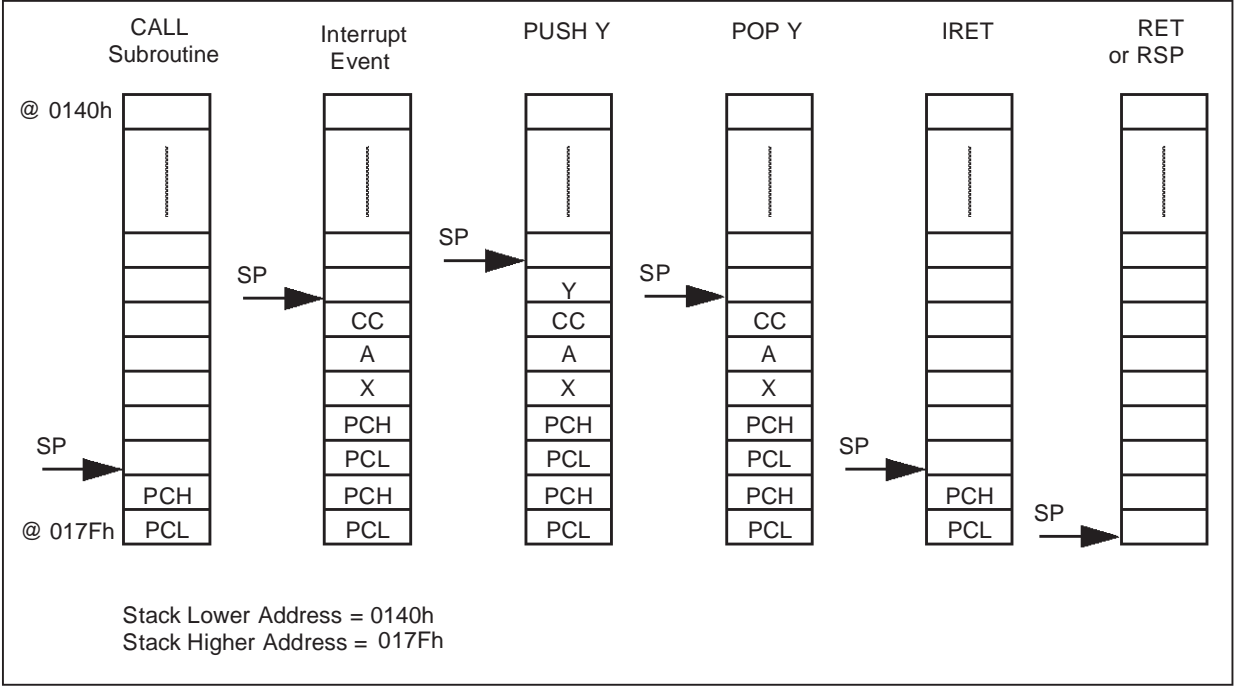 CALL
Subroutine
Interrupt
Event
PUSH Y
POP Y
IRET
RET
or RSP
@ 0140h
SP
SP
SP
Y
CC
CC
CC
A
A
A
X
X
X
PCH
PCH
PCH
SP
PCL
PCL
PCL
SP
PCH
PCH
PCH
PCH
PCH
SP
@ 017Fh
PCL
PCL
PCL
PCL
PCL
Stack Lower Address = 0140h
Stack Higher Address = 017Fh